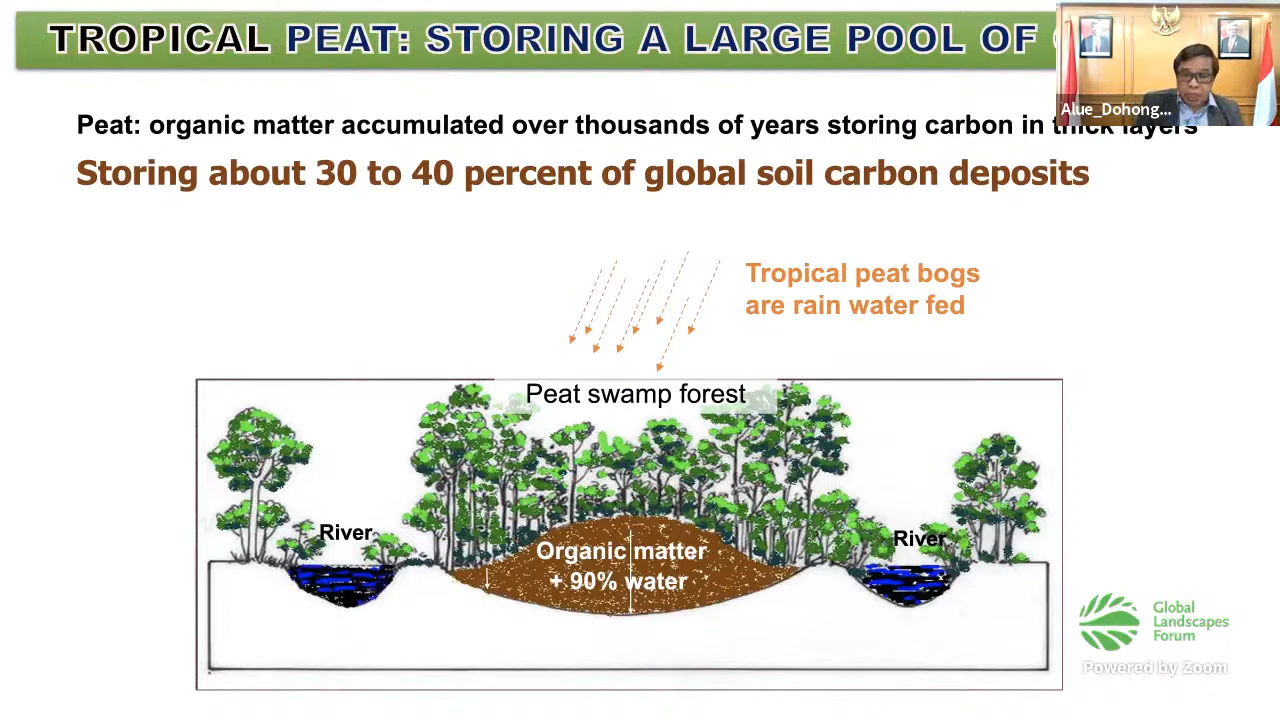 TROPICAL PEAT: STORING A LARGE POOL OF
Alue_Dohong...
Peat: organic matter accumulated over thousands of years storing carbon in thick layers
Storing about 30 to 40 percent of global soil carbon deposits
Tropical peat bogs
are rain water fed
Peat swamp forest
River
River
Organic matter
+ 90% water
Global
Landscapes
Forum
Powered by Zoom